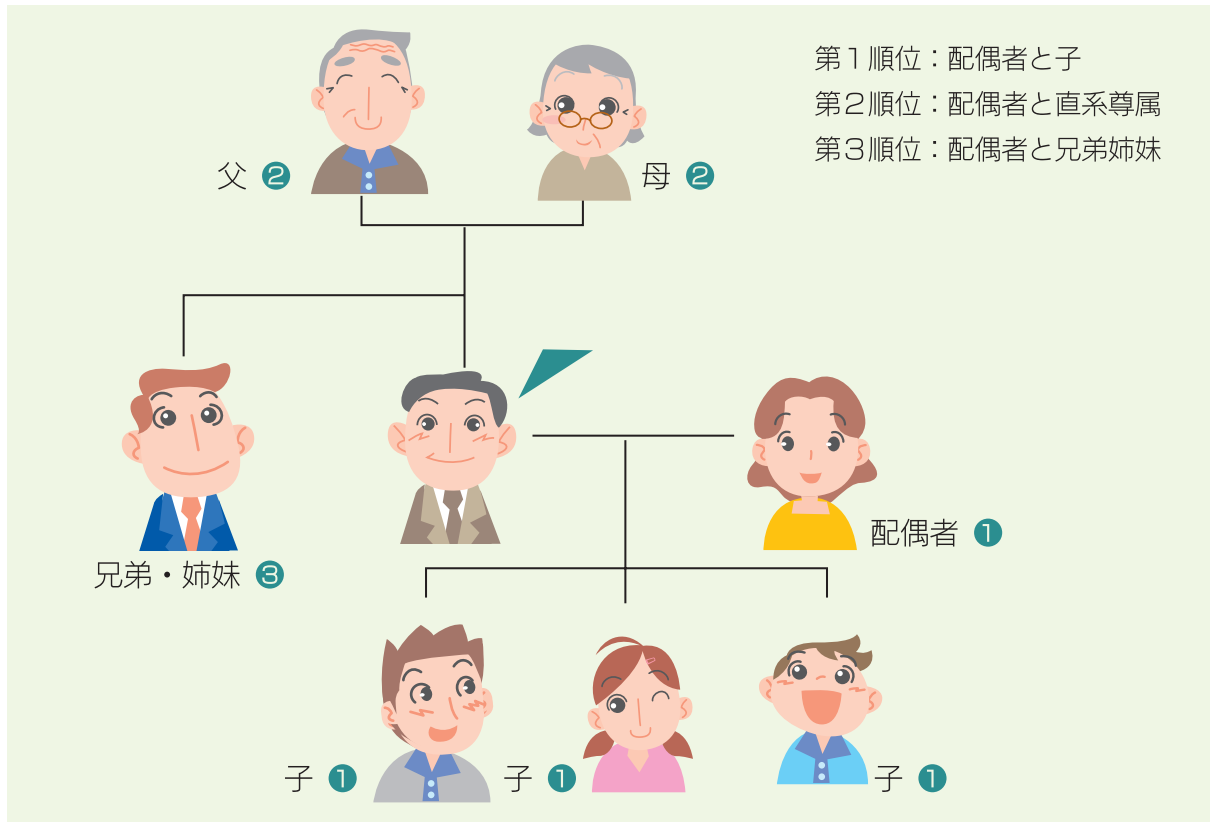 第１順位：配偶者と子
第２順位：配偶者と直系尊属
第３順位：配偶者と兄弟姉妹
父 ❷
母 ❷
配偶者 ❶
兄弟・姉妹 ❸
子 ❶
子 ❶
子 ❶